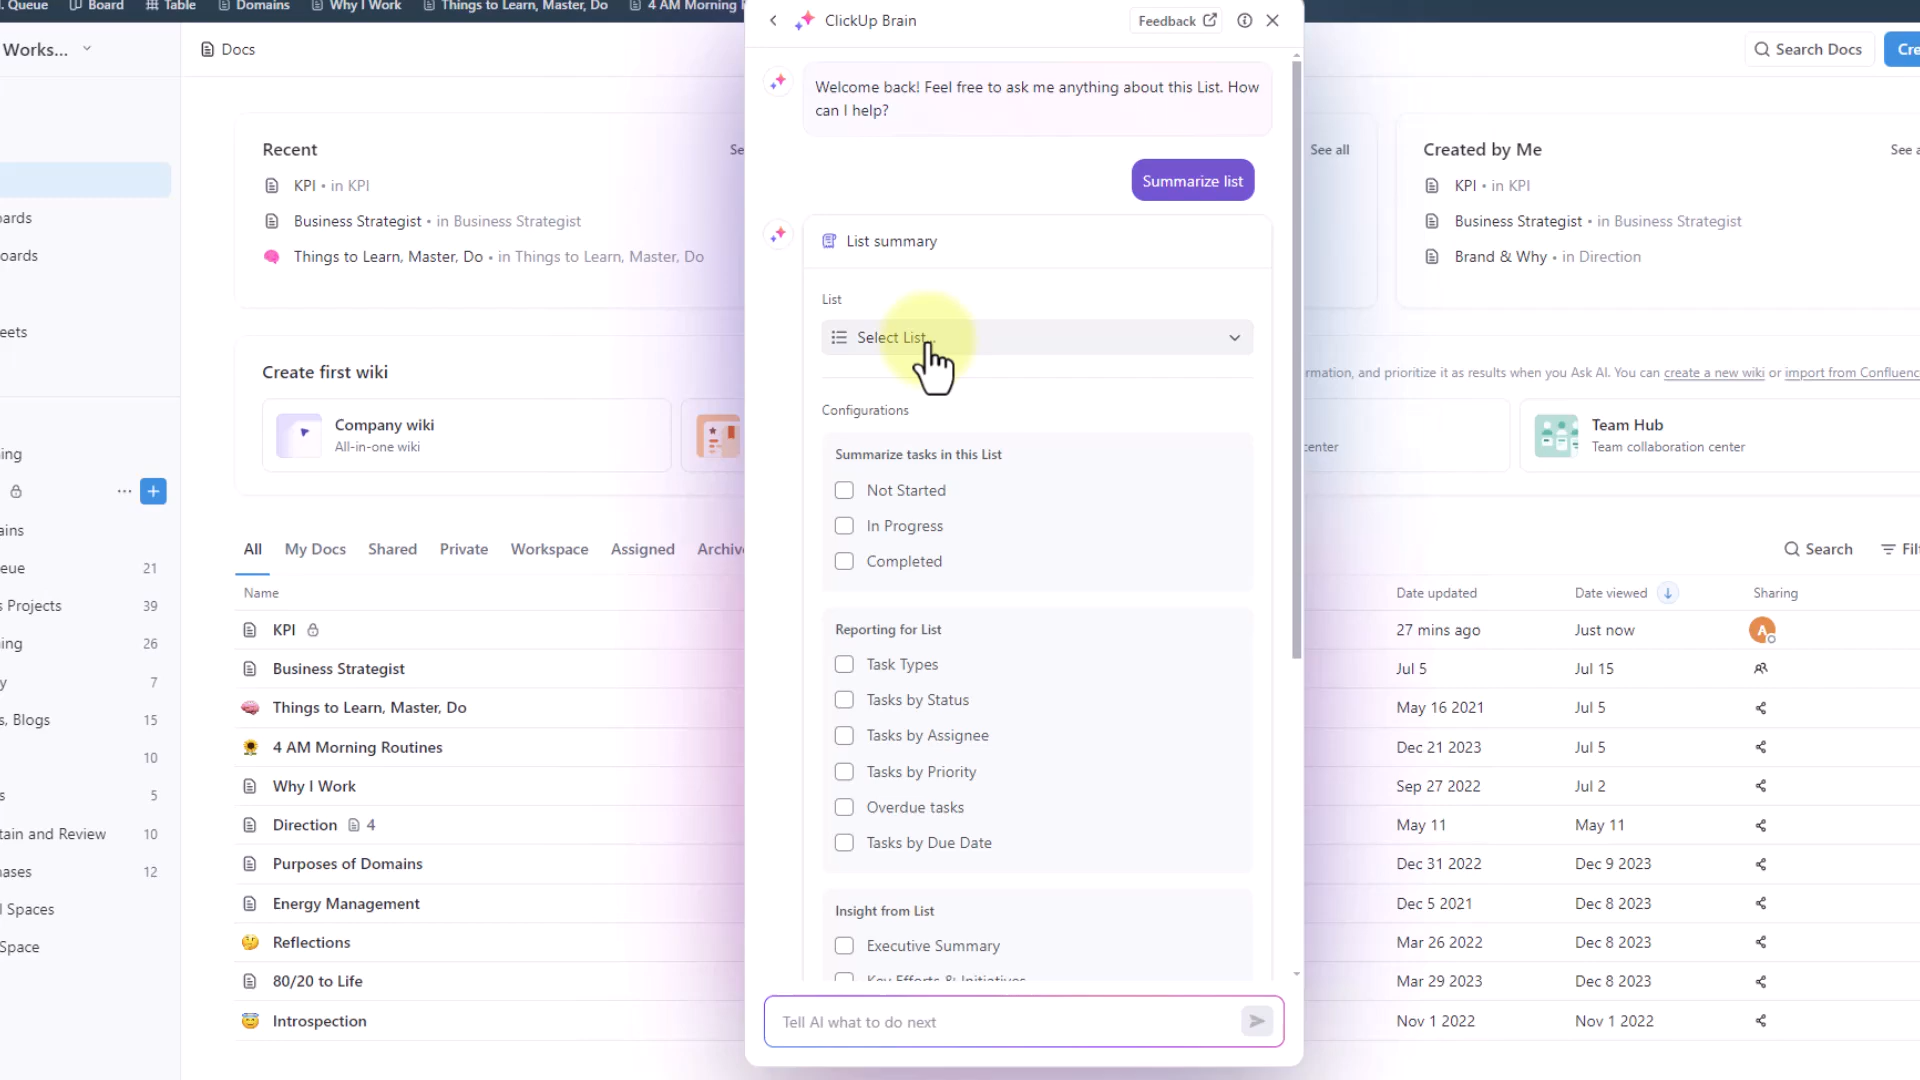 . Queue
Board
Table
Domains
Why I Work
Things to Learn, Master, Do
4 AM Morning
Works...
Docs
Search Docs
Cre
ClickUp Brain
Feedback
Welcome back! Feel free to ask me anything about this List. How
can I help?
Summarize list
List summary
List
Select List...
Configurations
Summarize tasks in this List
Not Started
In Progress
Completed
Reporting for List
Task Types
Tasks by Status
Tasks by Assignee
Tasks by Priority
Overdue tasks
Tasks by Due Date
Insight from List
Executive Summary
Key Efforts & Initiatives
Tell AI what to do next
Recent
Se
KPI • in KPI
Business Strategist • in Business Strategist
Things to Learn, Master, Do • in Things to Learn, Master, Do
See all
Created by Me
See a
KPI • in KPI
Business Strategist • in Business Strategist
Brand & Why • in Direction
Create first wiki
rmation, and prioritize it as results when you Ask AI. You can create a new wiki or import from Confluenc
Company wiki
All-in-one wiki
center
Team Hub
Team collaboration center
All
My Docs
Shared
Private
Workspace
Assigned
Archive
Search
Filt
Name
Date updated
Date viewed
Sharing
KPI
27 mins ago
Just now
A
Business Strategist
Jul 5
Jul 15
Things to Learn, Master, Do
May 16 2021
Jul 5
4 AM Morning Routines
Dec 21 2023
Jul 5
Why I Work
Sep 27 2022
Jul 2
Direction
4
May 11
May 11
Purposes of Domains
Dec 31 2022
Dec 9 2023
Energy Management
Dec 5 2021
Dec 8 2023
Reflections
Mar 26 2022
Dec 8 2023
80/20 to Life
Mar 29 2023
Dec 8 2023
Introspection
Nov 1 2022
Nov 1 2022
oards
oards
eets
ing
ains
eue
21
s Projects
39
ing
26
y
7
s, Blogs
15
10
s
5
tain and Review
10
ases
12
l Spaces
Space